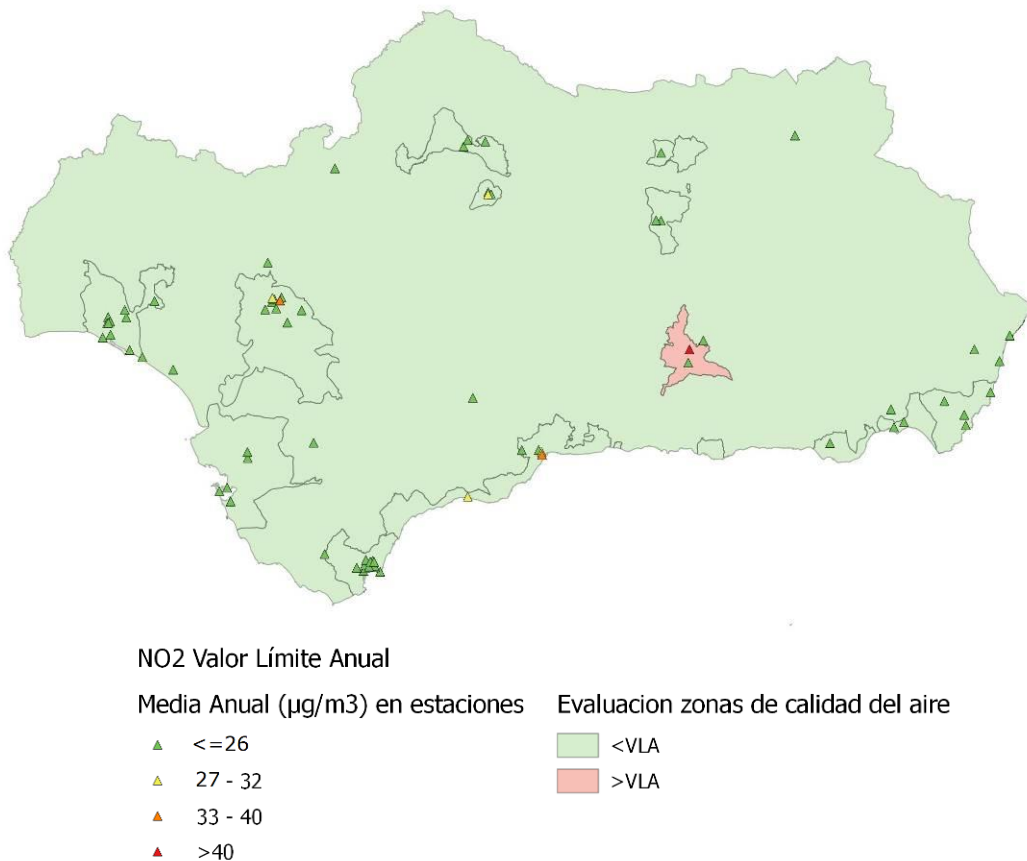 NO2 Valor Límite Anual
Media Anual (µg/m3) en estaciones
<=26
27 - 32
33 - 40
>40
Evaluacion zonas de calidad del aire
<VLA
>VLA